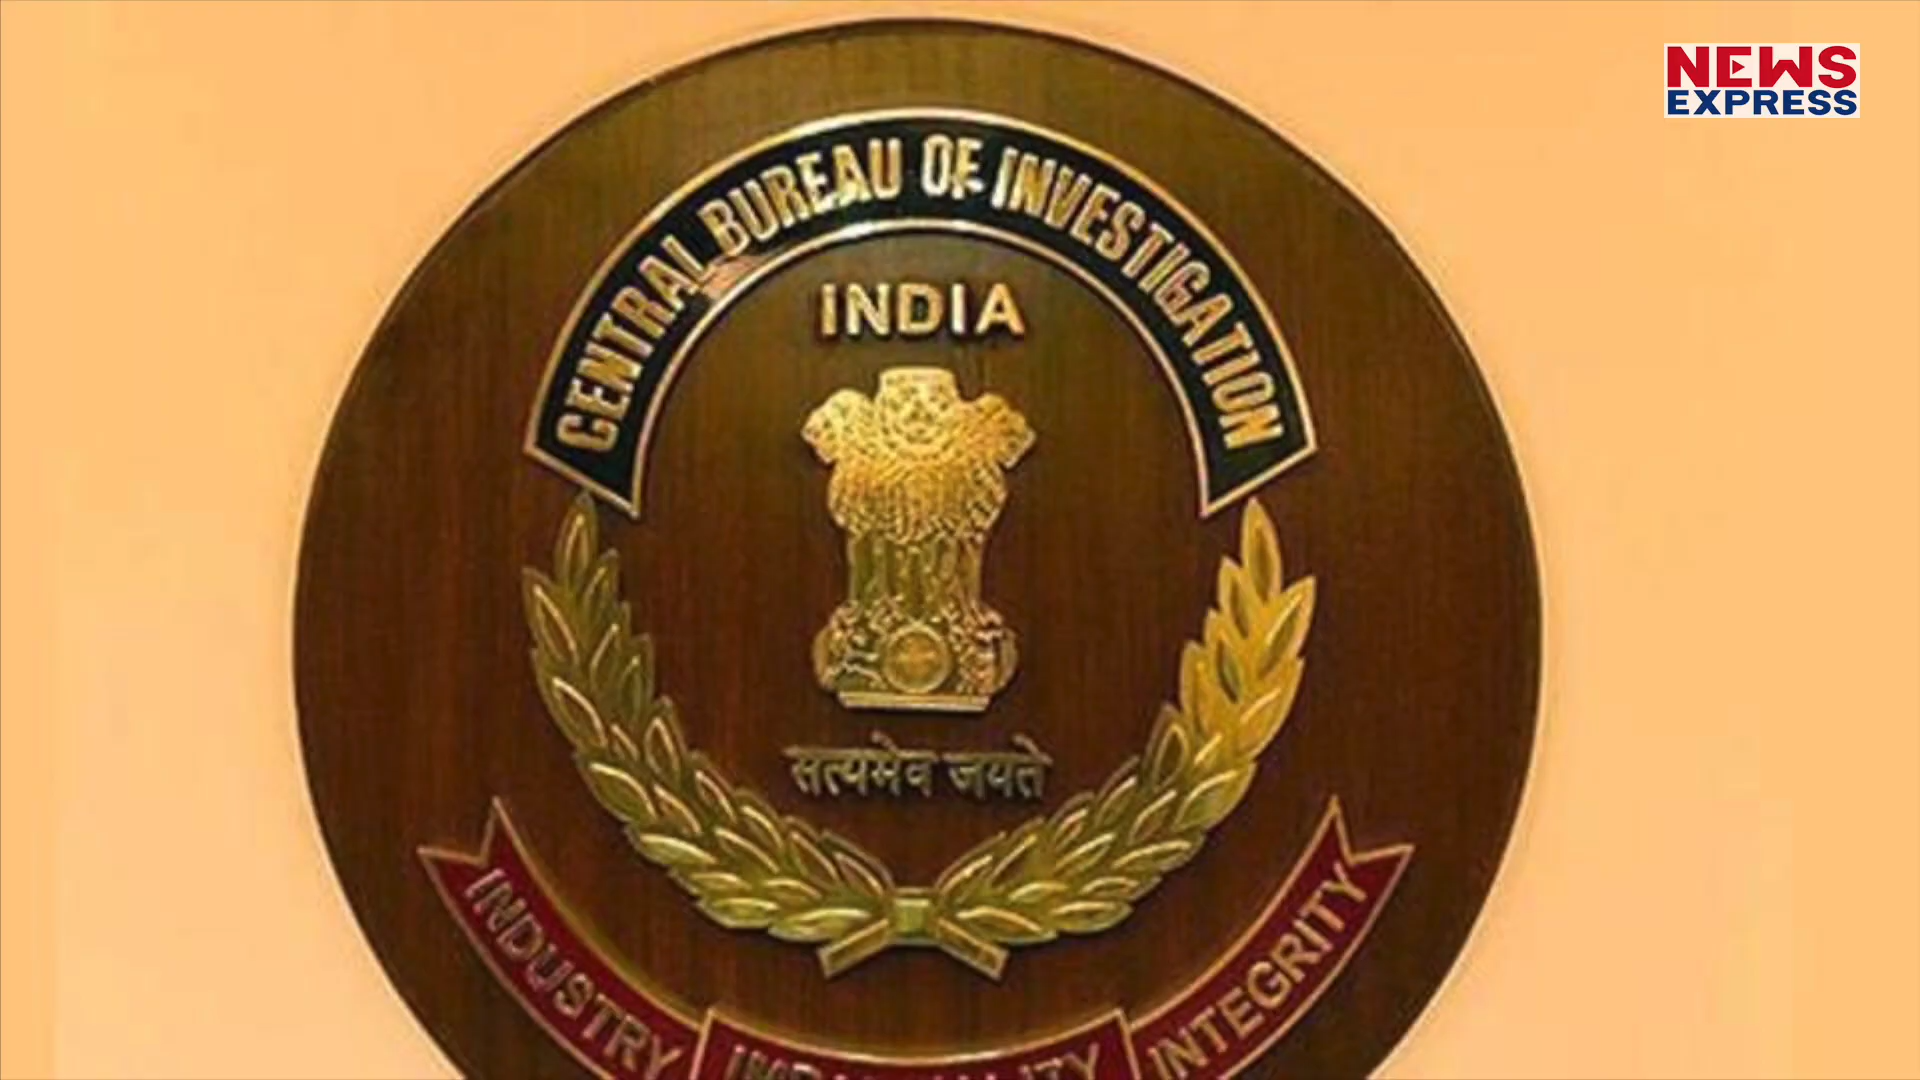 NEWS
EXPRESS
CENTRAL BUREAU OF INVESTIGATION
INDIA
सत्यमेव जयते
INDUSTRY
INTEGRITY